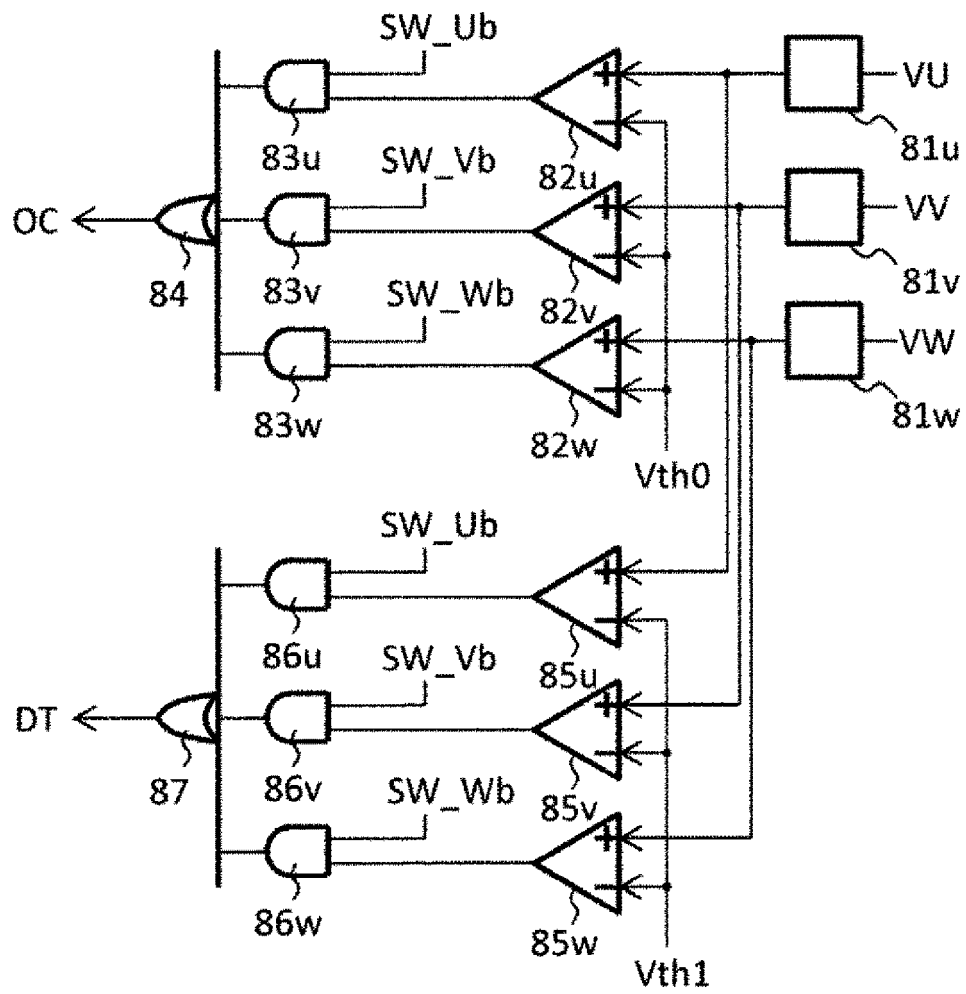 SW_Ub
VU
83u
82u
81u
SW_Vb
OC
VV
84
83v
82v
81v
SW_Wb
VW
83w
82w
81w
Vth0
SW_Ub
86u
85u
SW_Vb
DT
87
86v
85v
SW_Wb
86w
85w
Vth1